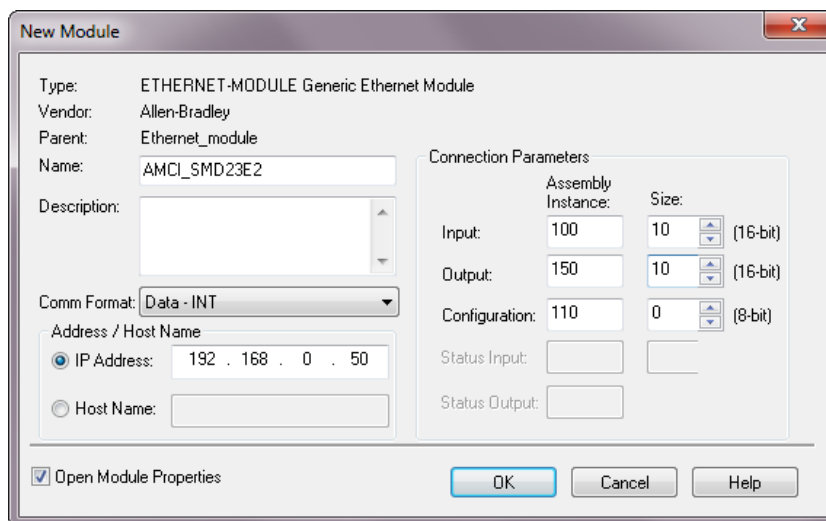 New Module
Type: ETHERNET-MODULE Generic Ethernet Module
Vendor: Allen-Bradley
Parent: Ethernet_module
Name: AMCI_SMD23E2
Description:
Comm Format: Data - INT
Address / Host Name
IP Address: 192 . 168 . 0 . 50
Host Name:
Connection Parameters
Assembly Instance: Size:
Input: 100 10 (16-bit)
Output: 150 10 (16-bit)
Configuration: 110 0 (8-bit)
Status Input:
Status Output:
Open Module Properties
OK Cancel Help